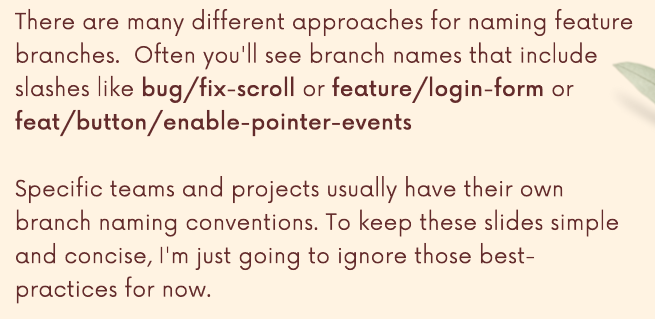 There are many different approaches for naming feature
branches.  Often you'll see branch names that include
slashes like bug/fix-scroll or feature/login-form or
feat/button/enable-pointer-events
Specific teams and projects usually have their own
branch naming conventions. To keep these slides simple
and concise, I'm just going to ignore those best-
practices for now.